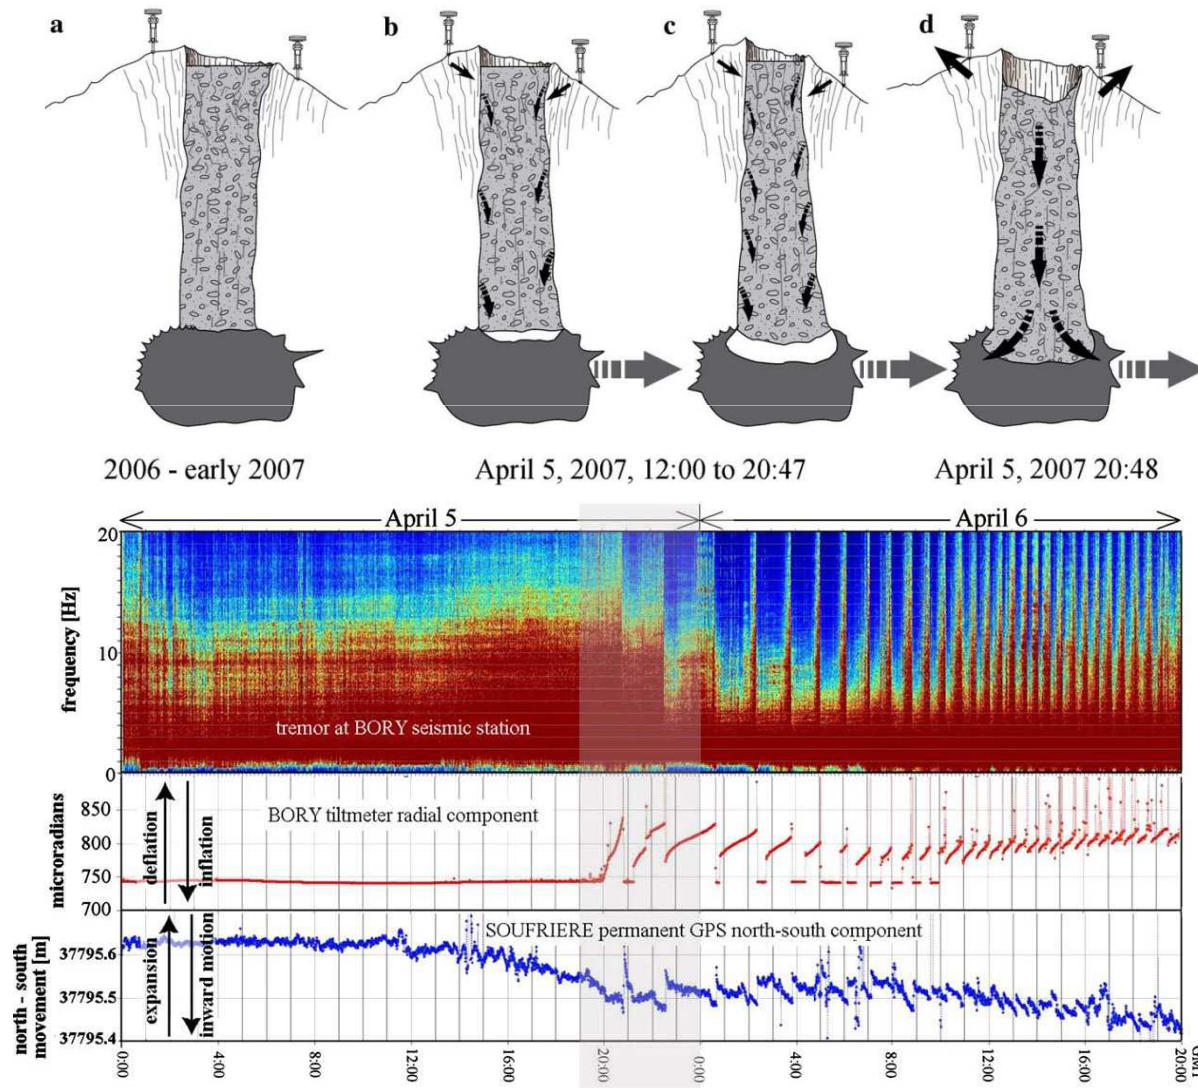 a b c d
2006 - early 2007 April 5, 2007, 12:00 to 20:47 April 5, 2007 20:48
April 5 April 6
20
10
0
frequency [Hz]
tremor at BORY seismic station
850
800
750
700
microradians
deflation
inflation
BORY tiltmeter radial component
37795.6
37795.5
37795.4
north - south
movement [m]
expansion
inward motion
SOUFRIERE permanent GPS north-south component
0:00 4:00 8:00 16:00 20:00 0:00 4:00 8:00 12:00 16:00 20:00
GMT